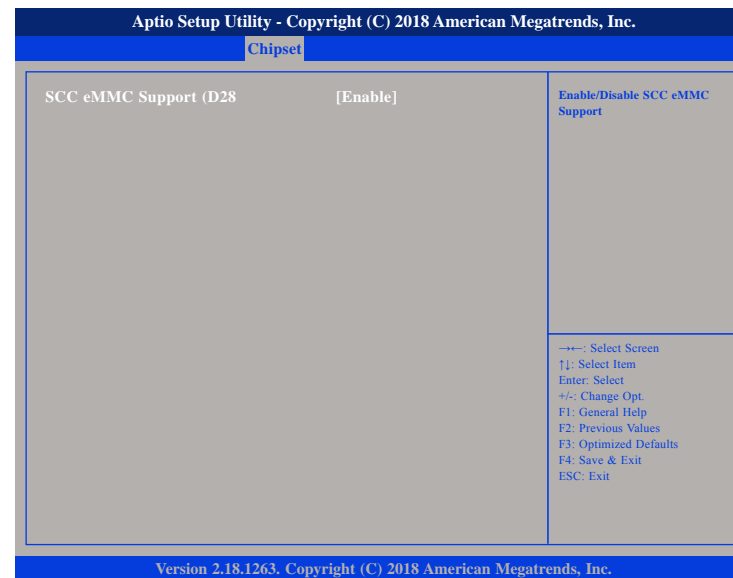 Aptio Setup Utility - Copyright (C) 2018 American Megatrends, Inc.
Chipset
SCC eMMC Support (D28 [Enable]
Enable/Disable SCC eMMC
Support
→←: Select Screen
↑↓: Select Item
Enter: Select
+/-: Change Opt.
F1: General Help
F2: Previous Values
F3: Optimized Defaults
F4: Save & Exit
ESC: Exit
Version 2.18.1263. Copyright (C) 2018 American Megatrends, Inc.